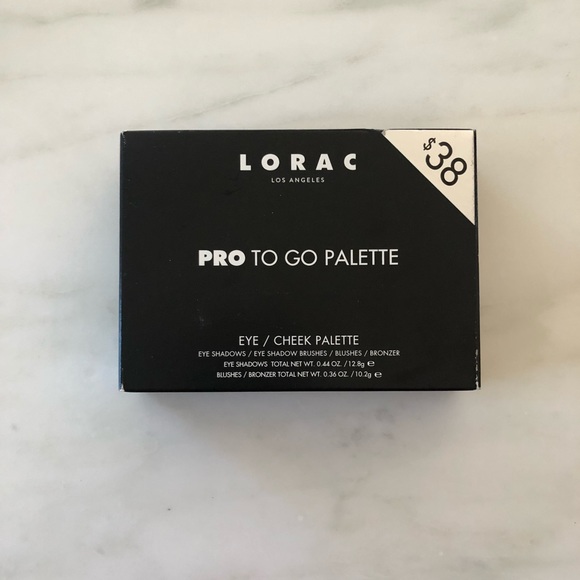 LORAC
LOS ANGELES
$38
PRO TO GO PALETTE
EYE / CHEEK PALETTE
EYE SHADOWS / EYE SHADOW BRUSHES / BLUSHES / BRONZER
EYE SHADOWS TOTAL NET WT. 0.44 OZ. /12.8g ℮
BLUSHES / BRONZER TOTAL NET WT. 0.36 OZ. /10.2g ℮